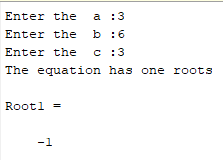 Enter the  a :3
Enter the  b :6
Enter the  c :3
The equation has one roots
Root1 =
-1